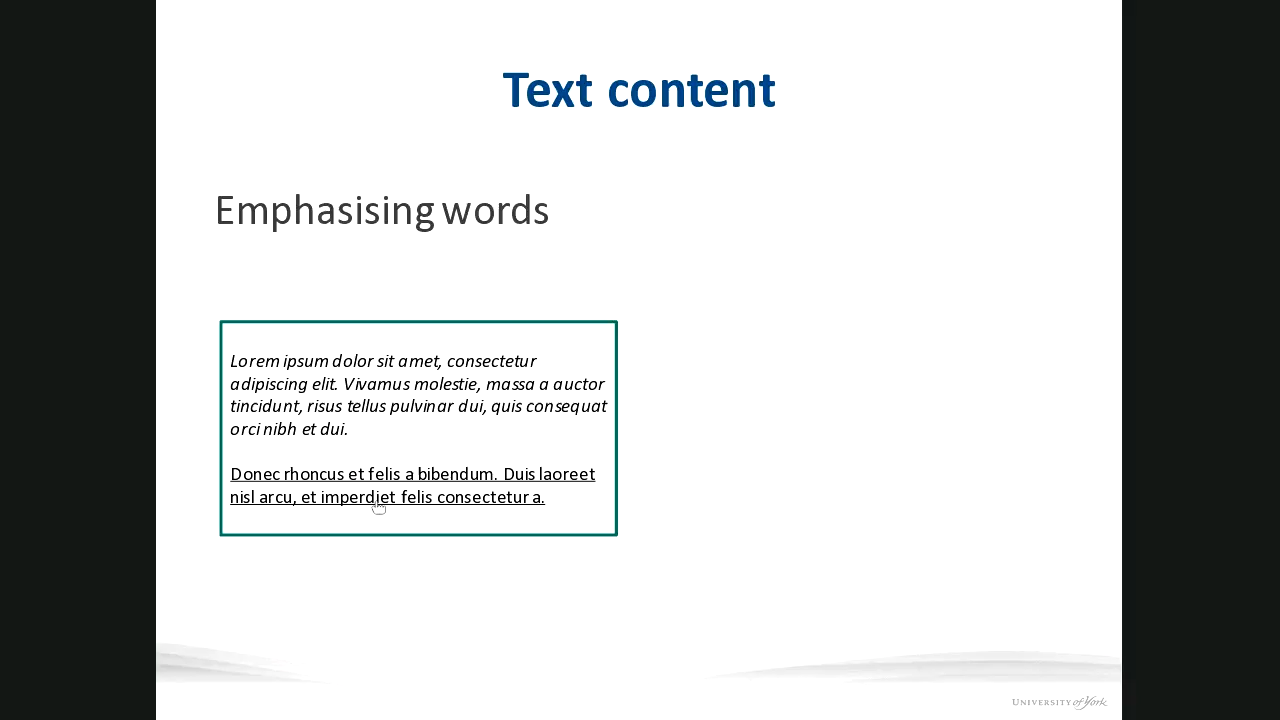 Text content
Emphasising words
Lorem ipsum dolor sit amet, consectetur
adipiscing elit. Vivamus molestie, massa a auctor
tincidunt, risus tellus pulvinar dui, quis consequat
orci nibh et dui.
Donec rhoncus et felis a bibendum. Duis laoreet
nisl arcu, et imperdiet felis consectetur a.
UNIVERSITY of York